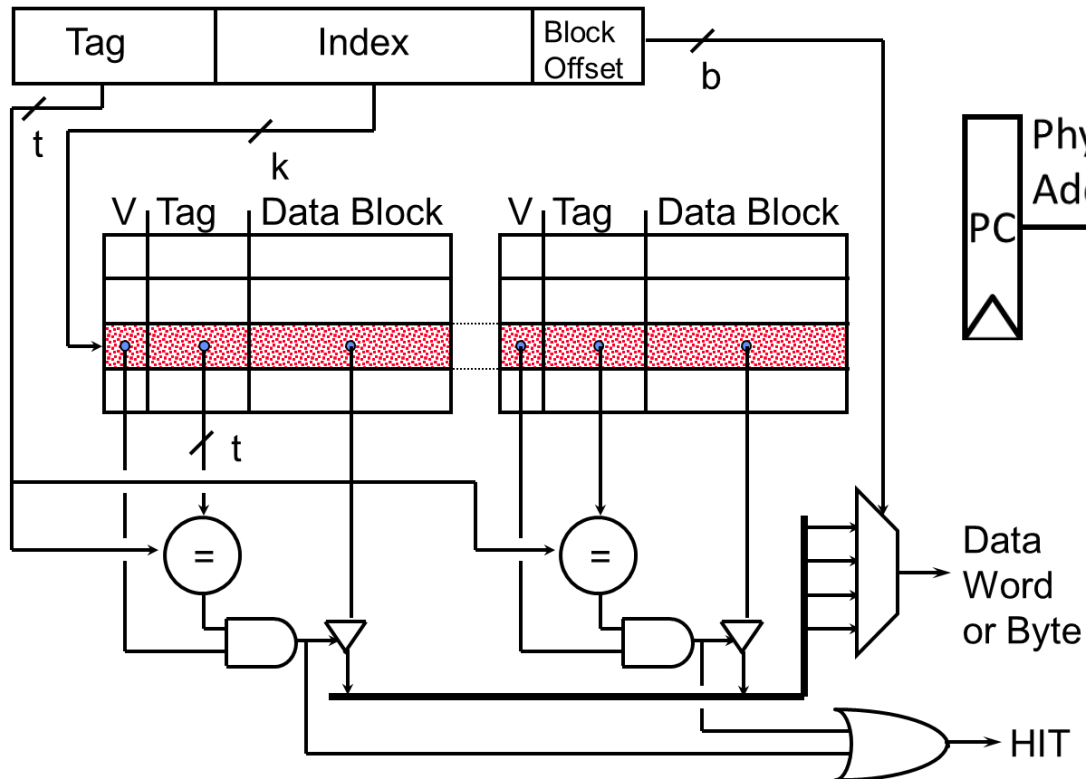 Tag
Index
Block
Offset
b
t
k
Phy
Add
PC
V Tag Data Block
V Tag Data Block
t
=
=
Data
Word
or Byte
HIT